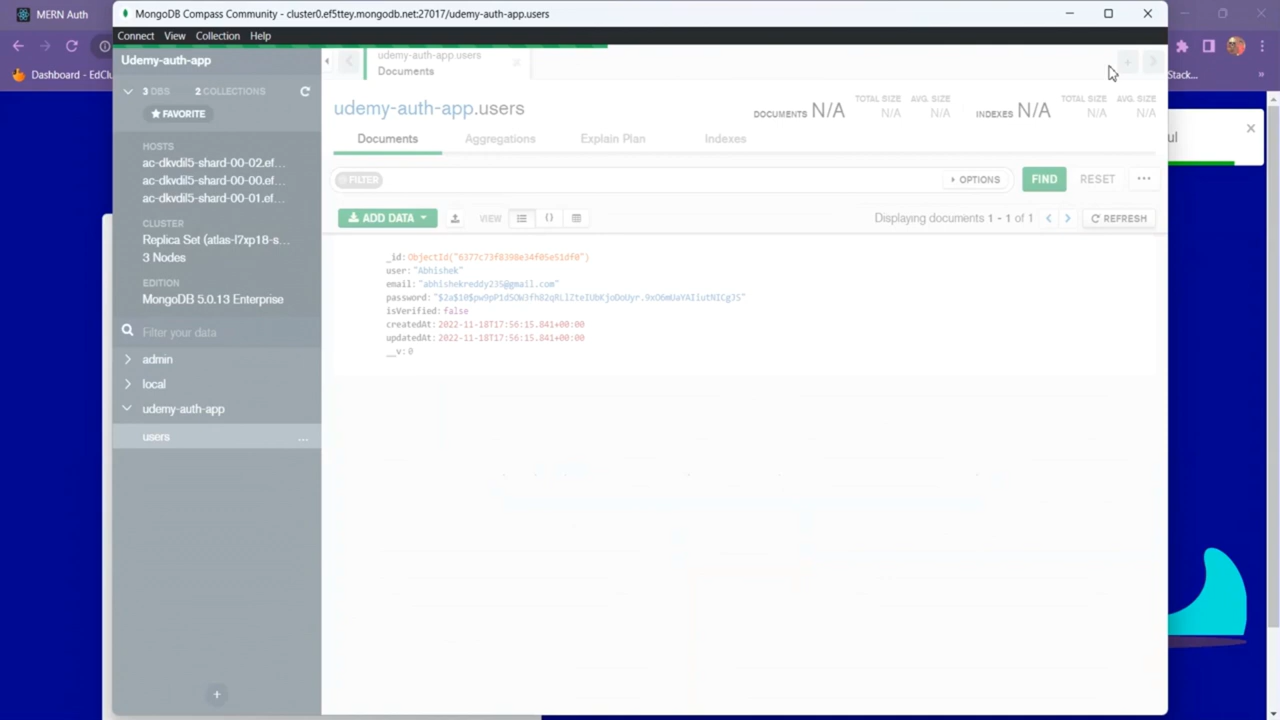 MERN Auth
MongoDB Compass Community - cluster0.ef5ttey.mongodb.net:27017/udemy-auth-app.users
Connect View Collection Help
Dashboard - EdClu
Stack...
»
Udemy-auth-app
3 DBS 2 COLLECTIONS
★ FAVORITE
HOSTS
ac-dkvdil5-shard-00-02.ef...
ac-dkvdil5-shard-00-00.ef...
ac-dkvdil5-shard-00-01.ef...
CLUSTER
Replica Set (atlas-l7xp18-s...
3 Nodes
EDITION
MongoDB 5.0.13 Enterprise
Filter your data
admin
local
udemy-auth-app
users ...
+
udemy-auth-app.users
Documents
udemy-auth-app.users
DOCUMENTS N/A TOTAL SIZE N/A AVG. SIZE N/A INDEXES N/A TOTAL SIZE N/A AVG. SIZE N/A
Documents Aggregations Explain Plan Indexes
FILTER OPTIONS FIND RESET ...
ADD DATA VIEW {} Displaying documents 1 - 1 of 1 < > REFRESH
_id: ObjectId("6377c73f8398e34f05e51df0")
user: "Abhishek"
email: "abhishekreddy235@gmail.com"
isVerified: false
createdAt: 2022-11-18T17:56:15.841+00:00
updatedAt: 2022-11-18T17:56:15.841+00:00
__v: 0
ul